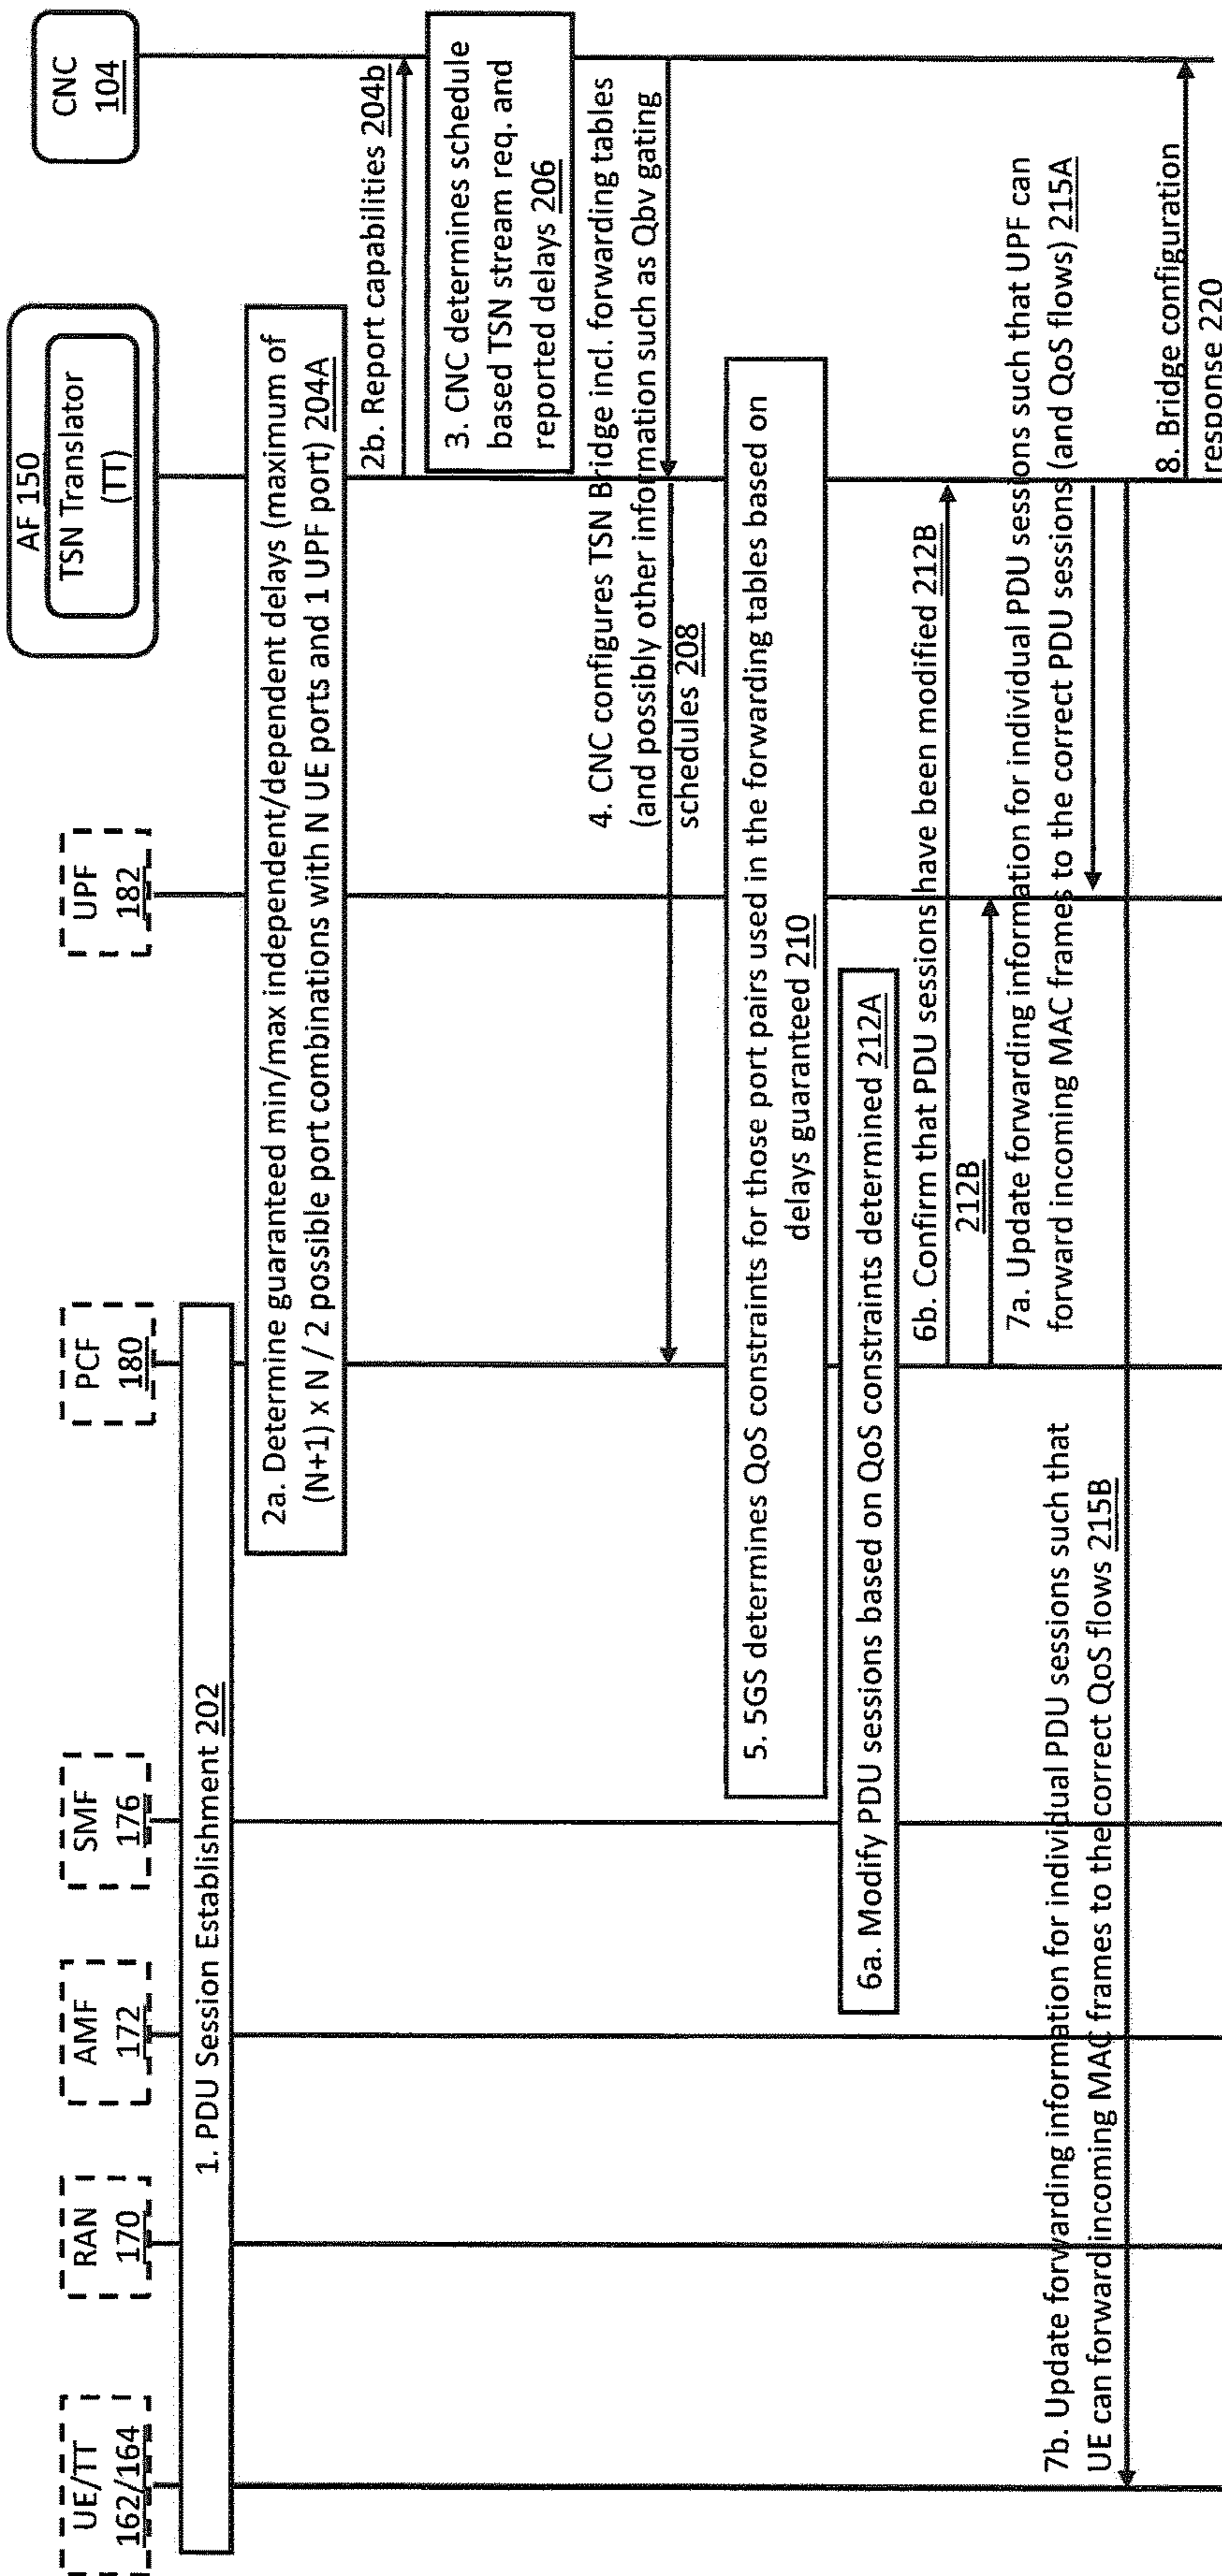 UE/TT
162/164
RAN
170
AMF
172
SMF
176
PCF
180
UPF
182
AF 150
TSN Translator
(TT)
CNC
104
1. PDU Session Establishment 202
2a. Determine guaranteed min/max independent/dependent delays (maximum of
(N+1) x N / 2 possible port combinations with N UE ports and 1 UPF port) 204A
2b. Report capabilities 204b
3. CNC determines schedule
based TSN stream req. and
reported delays 206
4. CNC configures TSN Bridge incl. forwarding tables
(and possibly other information such as Qbv gating
schedules 208
5. 5GS determines QoS constraints for those port pairs used in the forwarding tables based on
delays guaranteed 210
6a. Modify PDU sessions based on QoS constraints determined 212A
6b. Confirm that PDU sessions have been modified 212B
212B
7a. Update forwarding information for individual PDU sessions such that UPF can
forward incoming MAC frames to the correct PDU sessions (and QoS flows) 215A
7b. Update forwarding information for individual PDU sessions such that
UE can forward incoming MAC frames to the correct QoS flows 215B
8. Bridge configuration
response 220